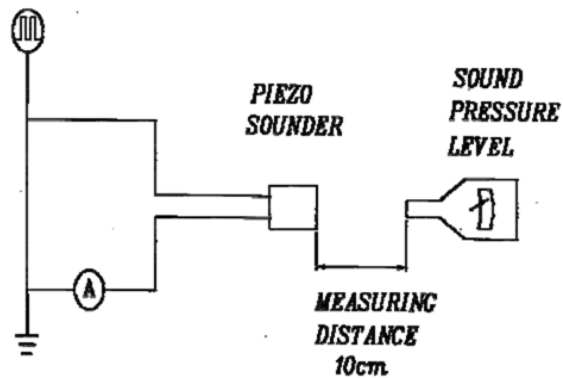 PIEZO
SOUNDER
SOUND
PRESSURE
LEVEL
A
MEASURING
DISTANCE
10cm